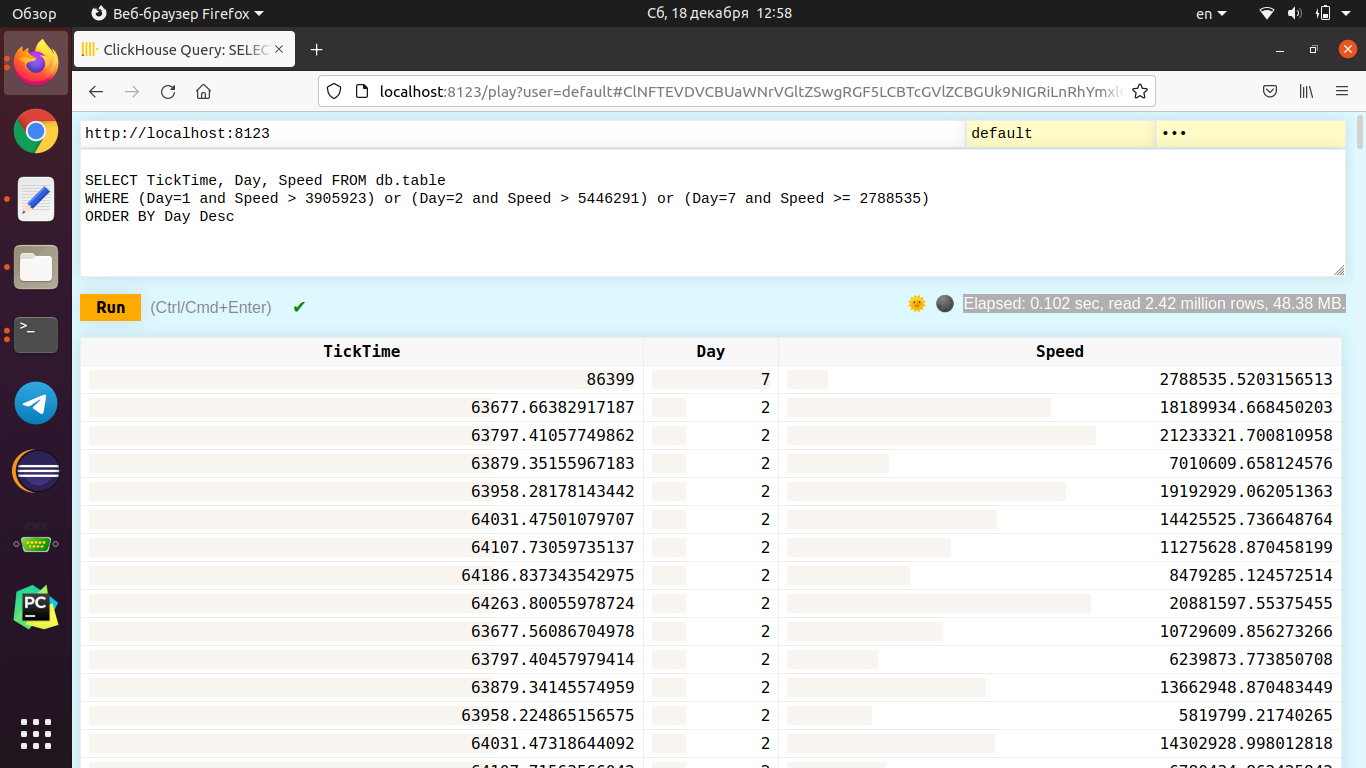 Обзор Веб-браузер Firefox Сб, 18 декабря 12:58 en
ClickHouse Query: SELEC
localhost:8123/play?user=default#ClNFTEVDVCBUaWNrVGltZSwgRGF5LCBTcGVlZCBGUk9NIGRiLnRhYmxl
http://localhost:8123 default •••
SELECT TickTime, Day, Speed FROM db.table
WHERE (Day=1 and Speed > 3905923) or (Day=2 and Speed > 5446291) or (Day=7 and Speed >= 2788535)
ORDER BY Day Desc
Run (Ctrl/Cmd+Enter) ✔ Elapsed: 0.102 sec, read 2.42 million rows, 48.38 MB.
TickTime Day Speed
86399 7 2788535.5203156513
63677.66382917187 2 18189934.668450203
63797.41057749862 2 21233321.700810958
63879.35155967183 2 7010609.658124576
63958.28178143442 2 19192929.062051363
64031.47501079707 2 14425525.736648764
64107.73059735137 2 11275628.870458199
64186.837343542975 2 8479285.124572514
64263.80055978724 2 20881597.55375455
63677.56086704978 2 10729609.856273266
63797.40457979414 2 6239873.773850708
63879.34145574959 2 13662948.870483449
63958.224865156575 2 5819799.21740265
64031.47318644092 2 14302928.998012818
PC